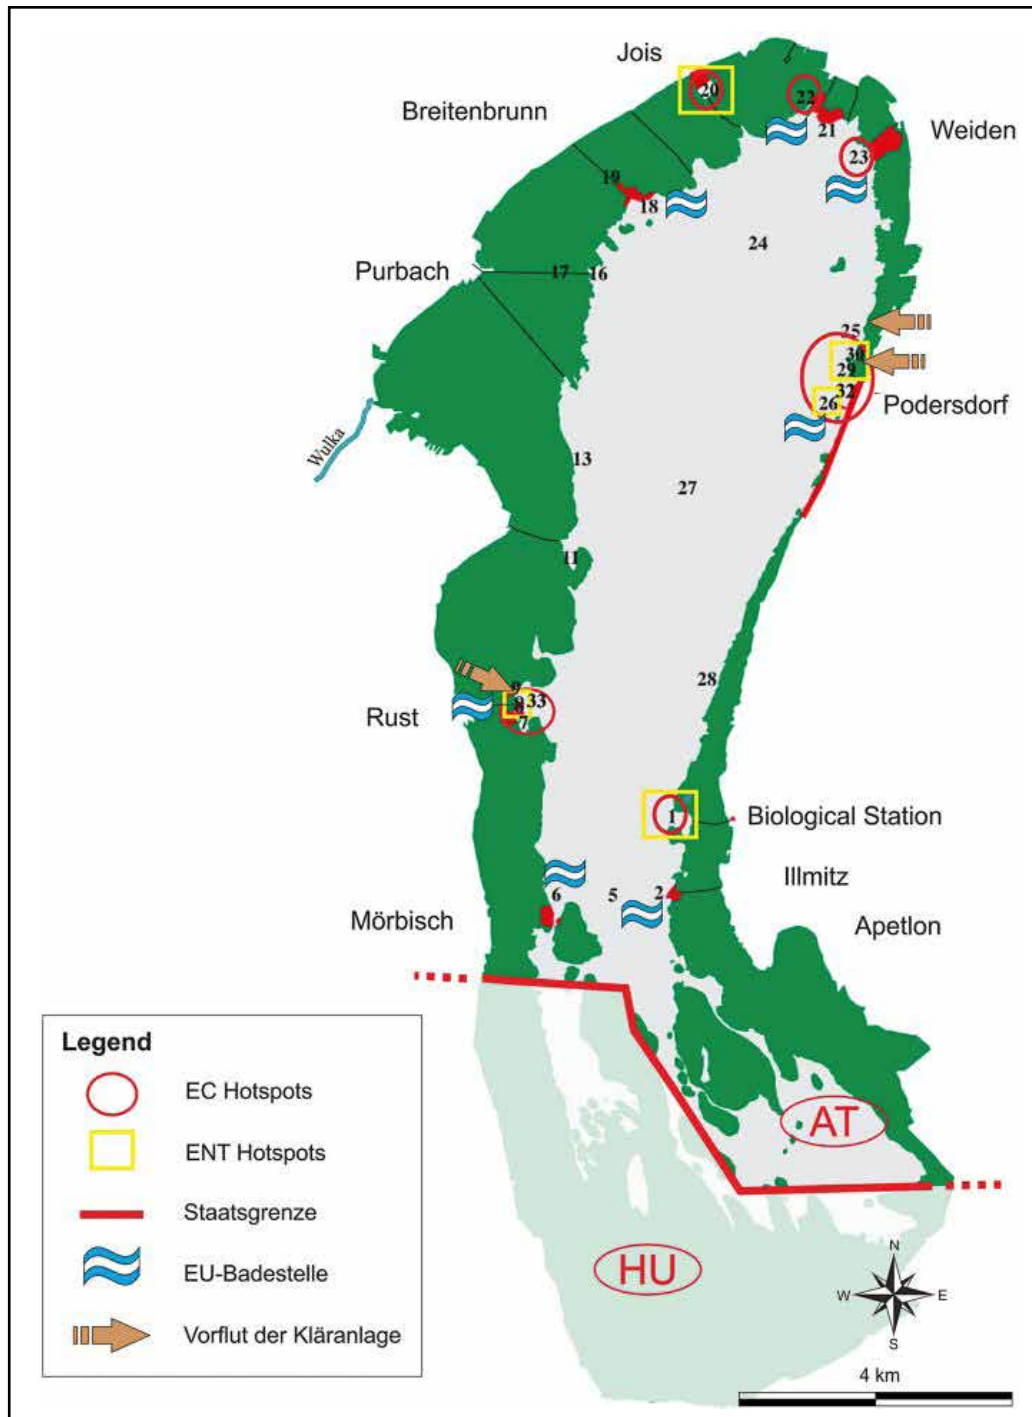 Jois
20
22
Breitenbrunn
21
Weiden
23
19
18
24
Purbach
17
16
25
30
29
32
Podersdorf
26
Wulka
13
27
11
28
9
8
33
Rust
7
1
Biological Station
Illmitz
6
5
2
Mörbisch
Apetlon
Legend
EC Hotspots
ENT Hotspots
Staatsgrenze
EU-Badestelle
Vorflut der Kläranlage
AT
HU
N
W
E
S
4 km